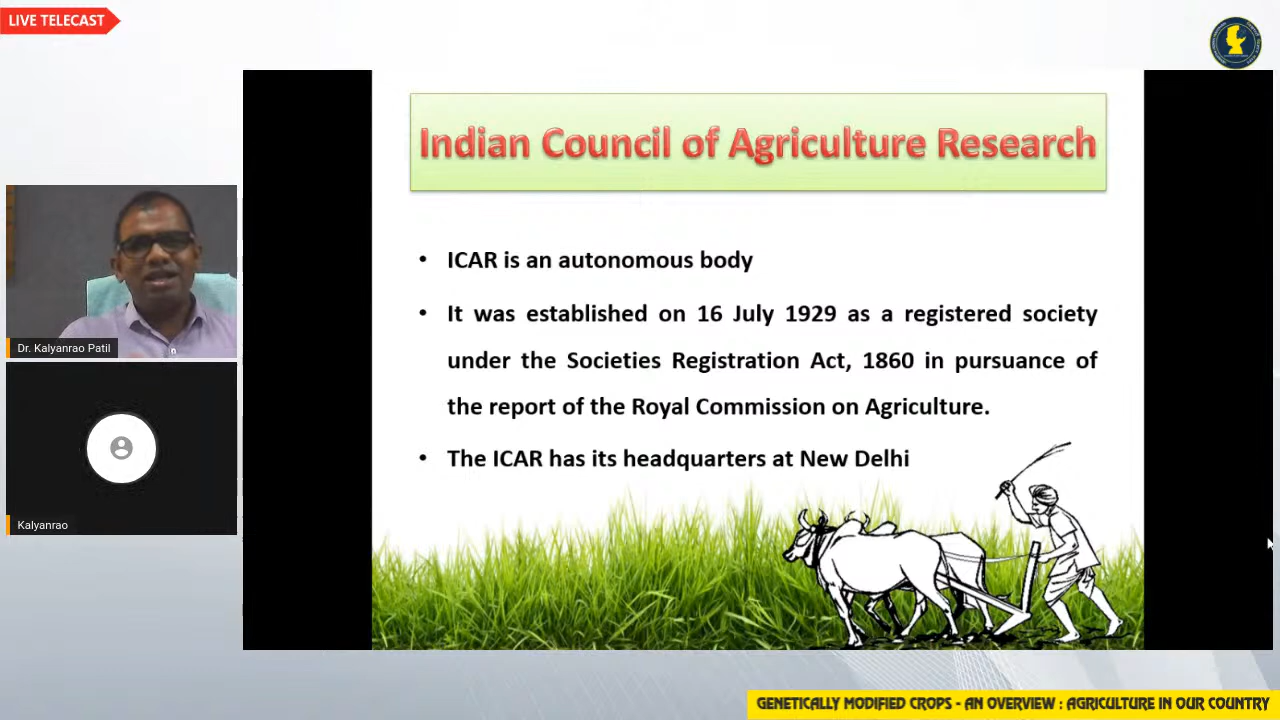 LIVE TELECAST
Indian Council of Agriculture Research
• ICAR is an autonomous body
• It was established on 16 July 1929 as a registered society
under the Societies Registration Act, 1860 in pursuance of
the report of the Royal Commission on Agriculture.
• The ICAR has its headquarters at New Delhi
Dr. Kalyanrao Patil
Kalyanrao
GENETICALLY MODIFIED CROPS - AN OVERVIEW : AGRICULTURE IN OUR COUNTRY